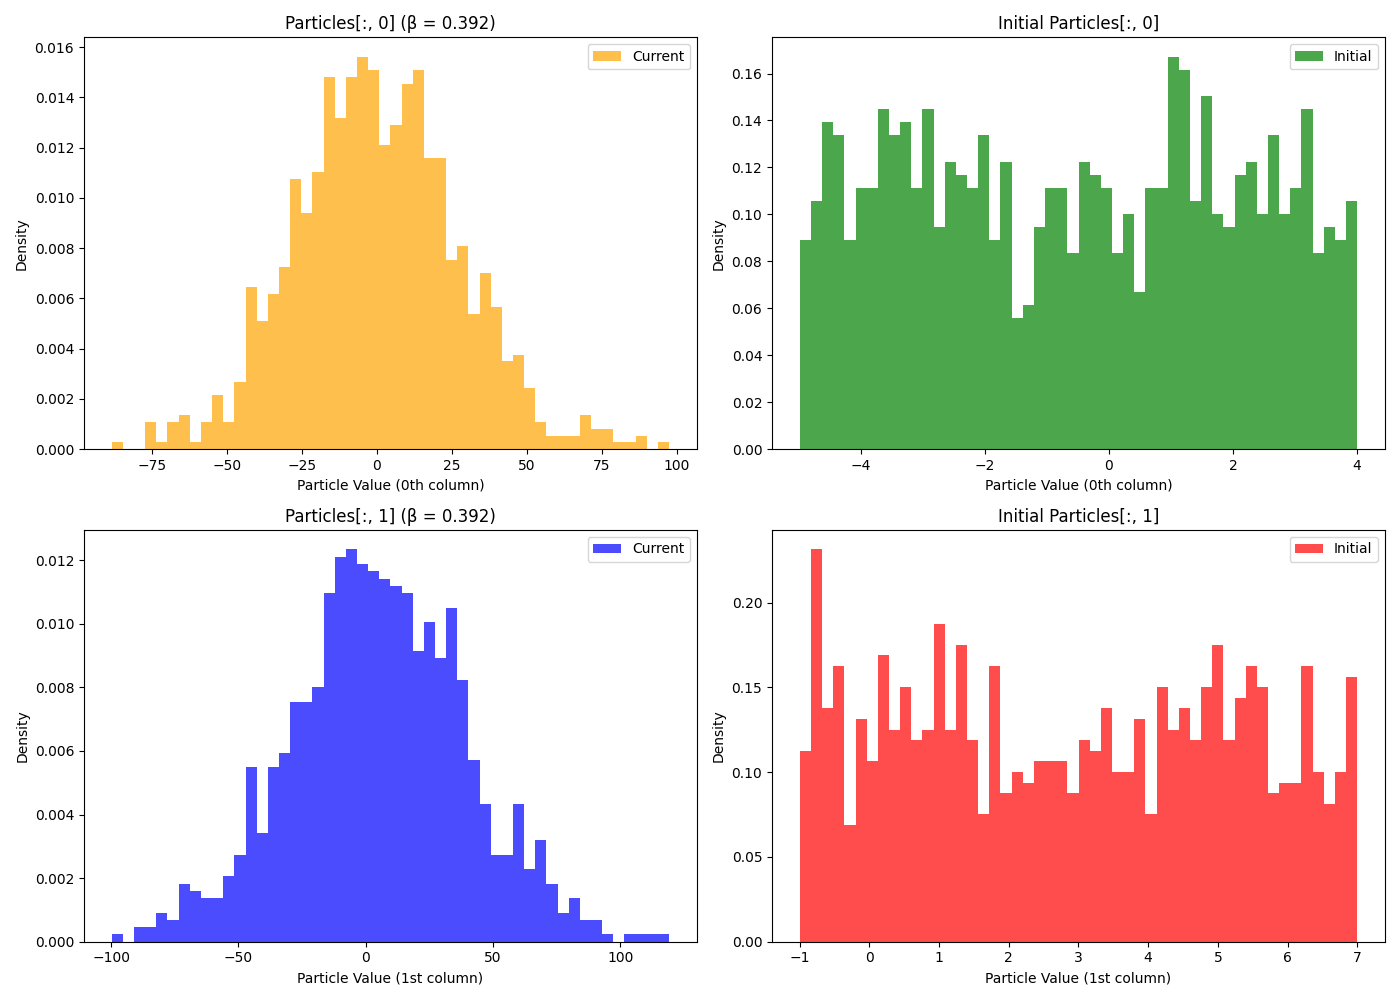 Particles[:, 0] (β = 0.392)
Current
Density
0.016
0.014
0.012
0.010
0.008
0.006
0.004
0.002
0.000
−75 −50 −25 0 25 50 75 100
Particle Value (0th column)
Initial Particles[:, 0]
Initial
Density
0.16
0.14
0.12
0.10
0.08
0.06
0.04
0.02
0.00
−4 −2 0 2 4
Particle Value (0th column)
Particles[:, 1] (β = 0.392)
Current
Density
0.012
0.010
0.008
0.006
0.004
0.002
0.000
−100 −50 0 50 100
Particle Value (1st column)
Initial Particles[:, 1]
Initial
Density
0.20
0.15
0.10
0.05
0.00
−1 0 1 2 3 4 5 6 7
Particle Value (1st column)